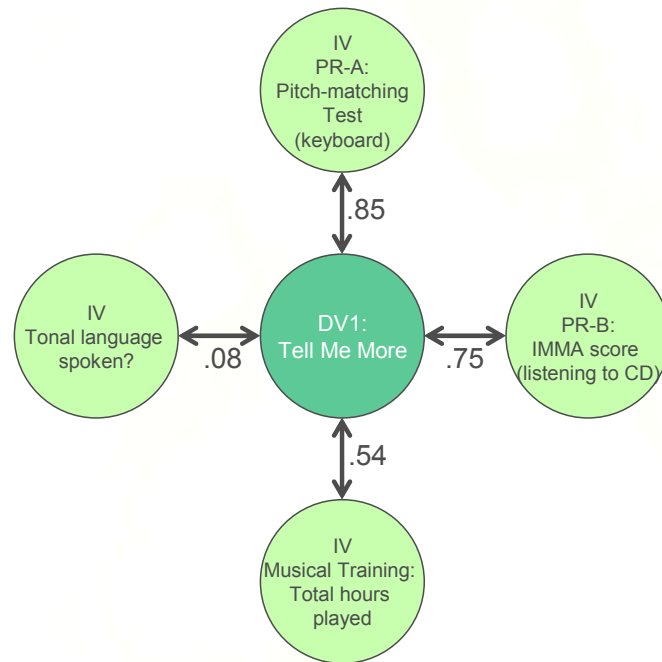 IV
PR-A:
Pitch-matching
Test
(keyboard)
.85
IV
Tonal language
spoken?
.08
DV1:
Tell Me More
.75
IV
PR-B:
IMMA score
(listening to CD)
.54
IV
Musical Training:
Total hours
played